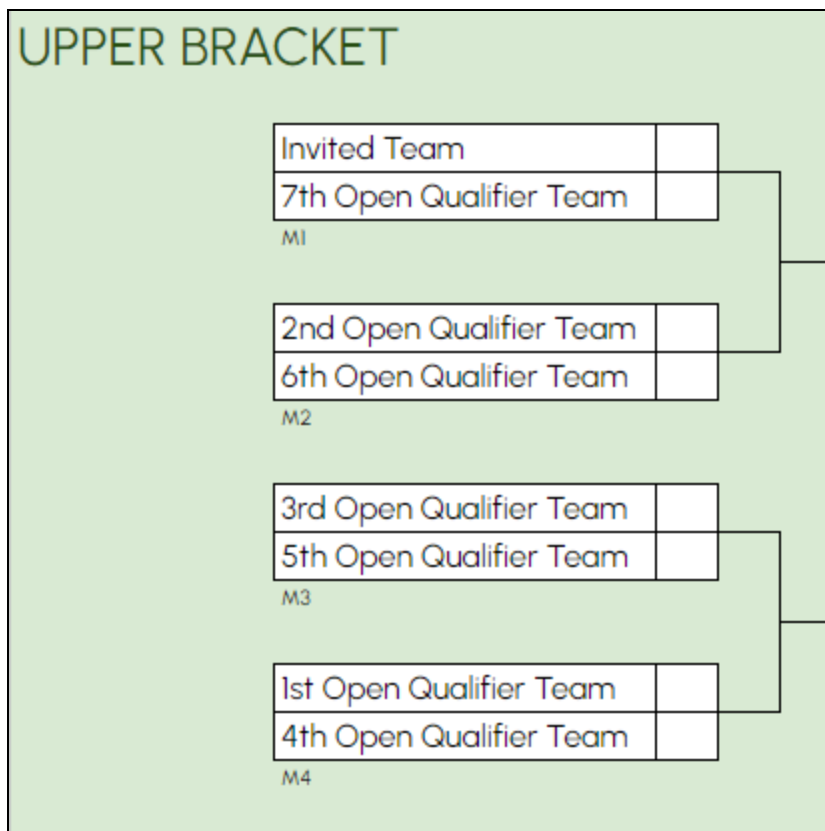 UPPER BRACKET
Invited Team
7th Open Qualifier Team
M1
2nd Open Qualifier Team
6th Open Qualifier Team
M2
3rd Open Qualifier Team
5th Open Qualifier Team
M3
1st Open Qualifier Team
4th Open Qualifier Team
M4